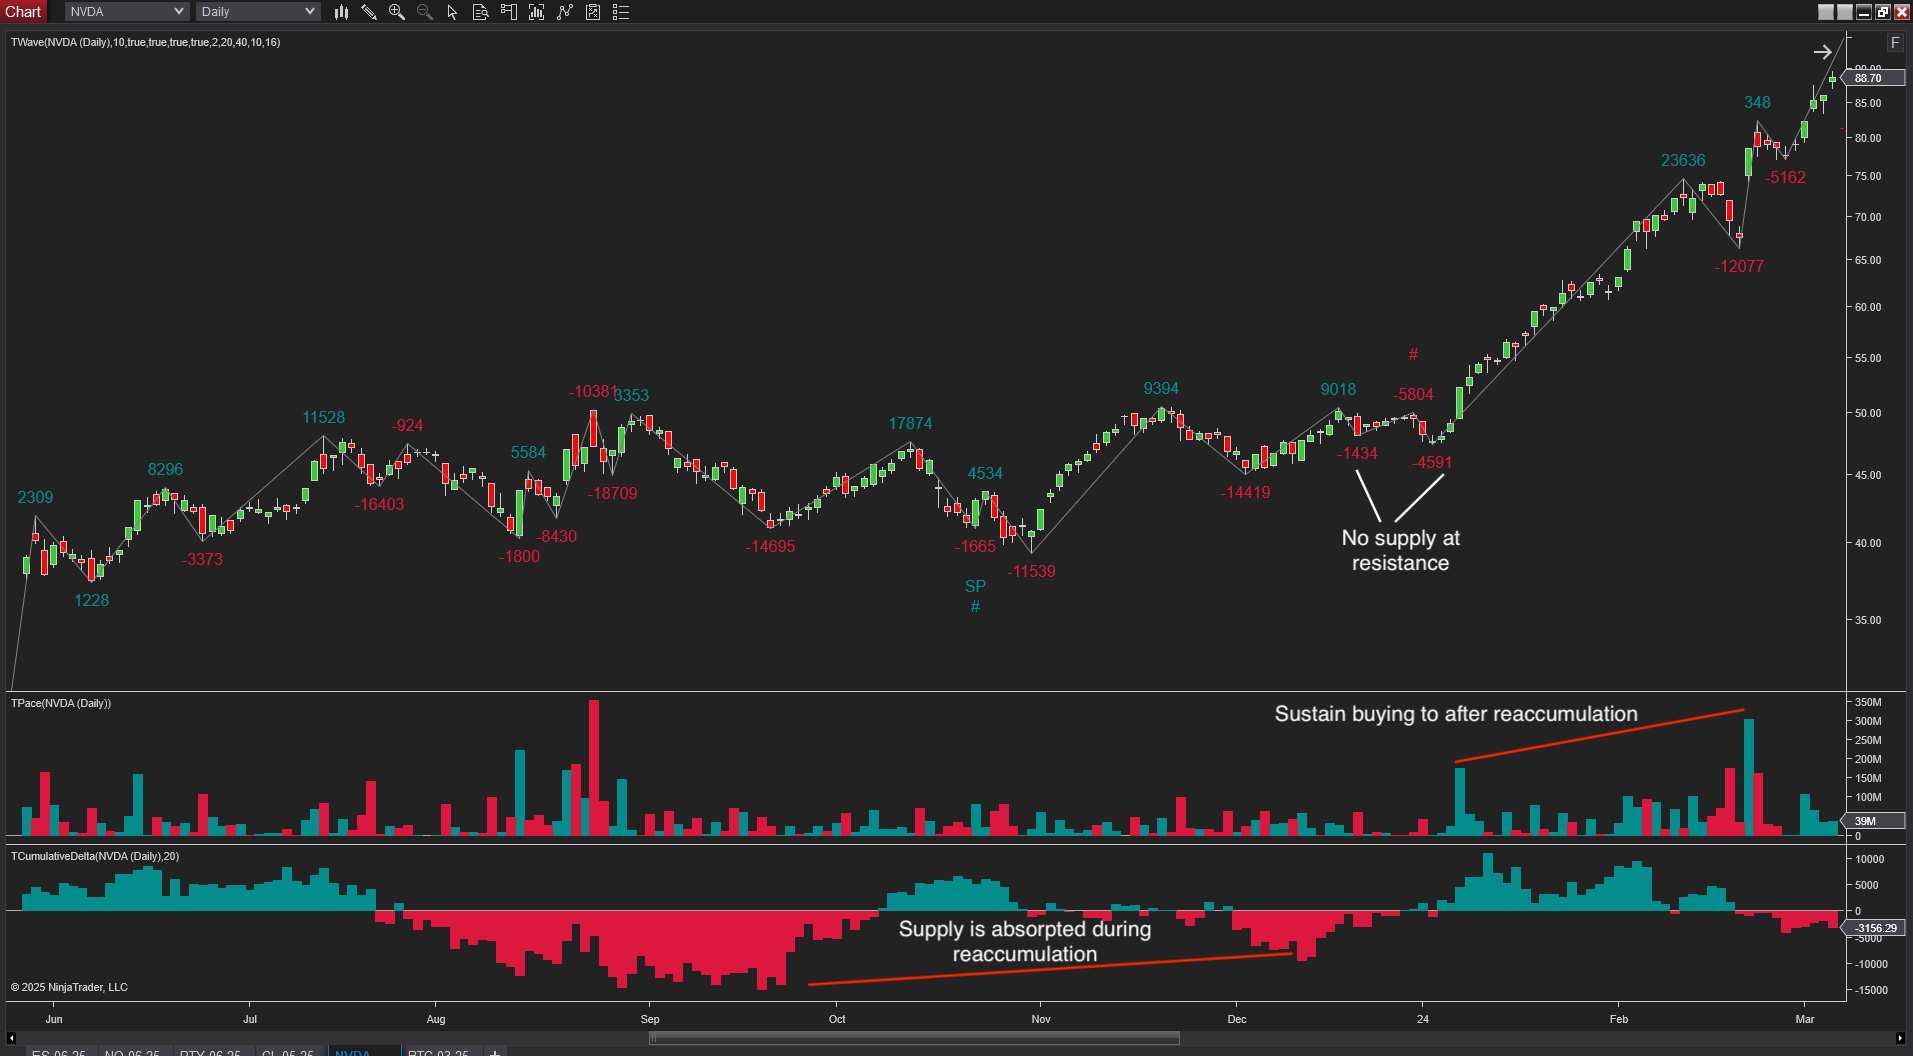 Chart
NVDA
Daily
TWave(NVDA (Daily),10,true,true,true,true,2,20,40,10,16)
F
90.00
88.70
85.00
80.00
75.00
70.00
65.00
60.00
55.00
50.00
45.00
40.00
35.00
348
23636
-5162
-12077
#
-10381
3353
9394
9018
-5804
11528
-924
17874
5584
-1434
-4591
8296
4534
2309
-16403
-18709
-14419
-8430
No supply at
resistance
-3373
-1800
-14695
-1665
-11539
1228
SP
#
TPace(NVDA (Daily))
Sustain buying to after reaccumulation
350M
300M
250M
200M
150M
100M
39M
0
TCumulativeDelta(NVDA (Daily),20)
10000
5000
0
-3156.29
-5000
-10000
-15000
Supply is absorpted during
reaccumulation
© 2025 NinjaTrader, LLC
Jun
Jul
Aug
Sep
Oct
Nov
Dec
24
Feb
Mar
ES 06-25
NQ 06-25
RTY 06-25
CL 05-25
NVDA
BTC 03-25
+